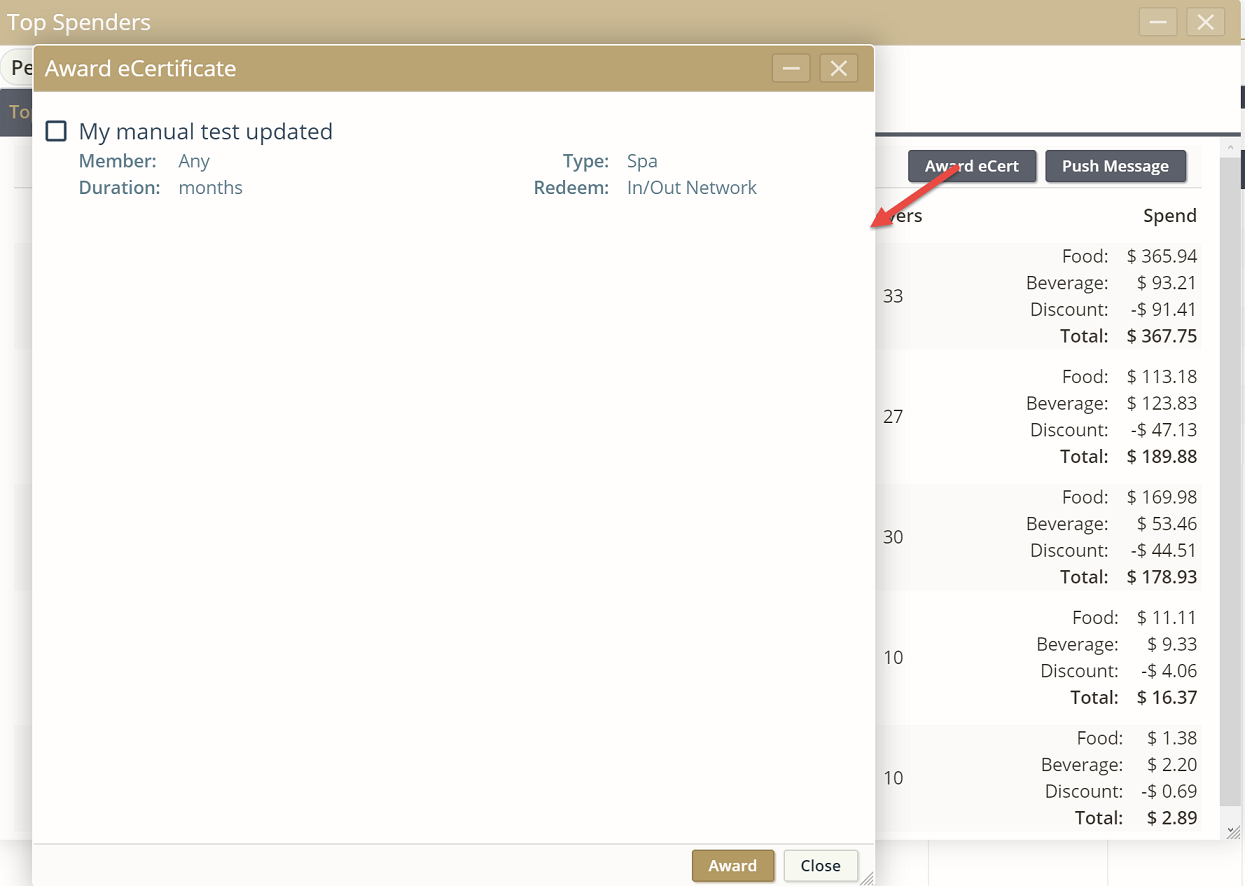 Top Spenders
Pe
Award eCertificate
To
My manual test updated
Member: Any Type: Spa
Duration: months Redeem: In/Out Network
Award eCert Push Message
Spend
Food: $ 365.94
Beverage: $ 93.21
33
Discount: -$ 91.41
Total: $ 367.75
Food: $ 113.18
Beverage: $ 123.83
27
Discount: -$ 47.13
Total: $ 189.88
Food: $ 169.98
Beverage: $ 53.46
30
Discount: -$ 44.51
Total: $ 178.93
Food: $ 11.11
Beverage: $ 9.33
10
Discount: -$ 4.06
Total: $ 16.37
Food: $ 1.38
Beverage: $ 2.20
10
Discount: -$ 0.69
Total: $ 2.89
Award Close